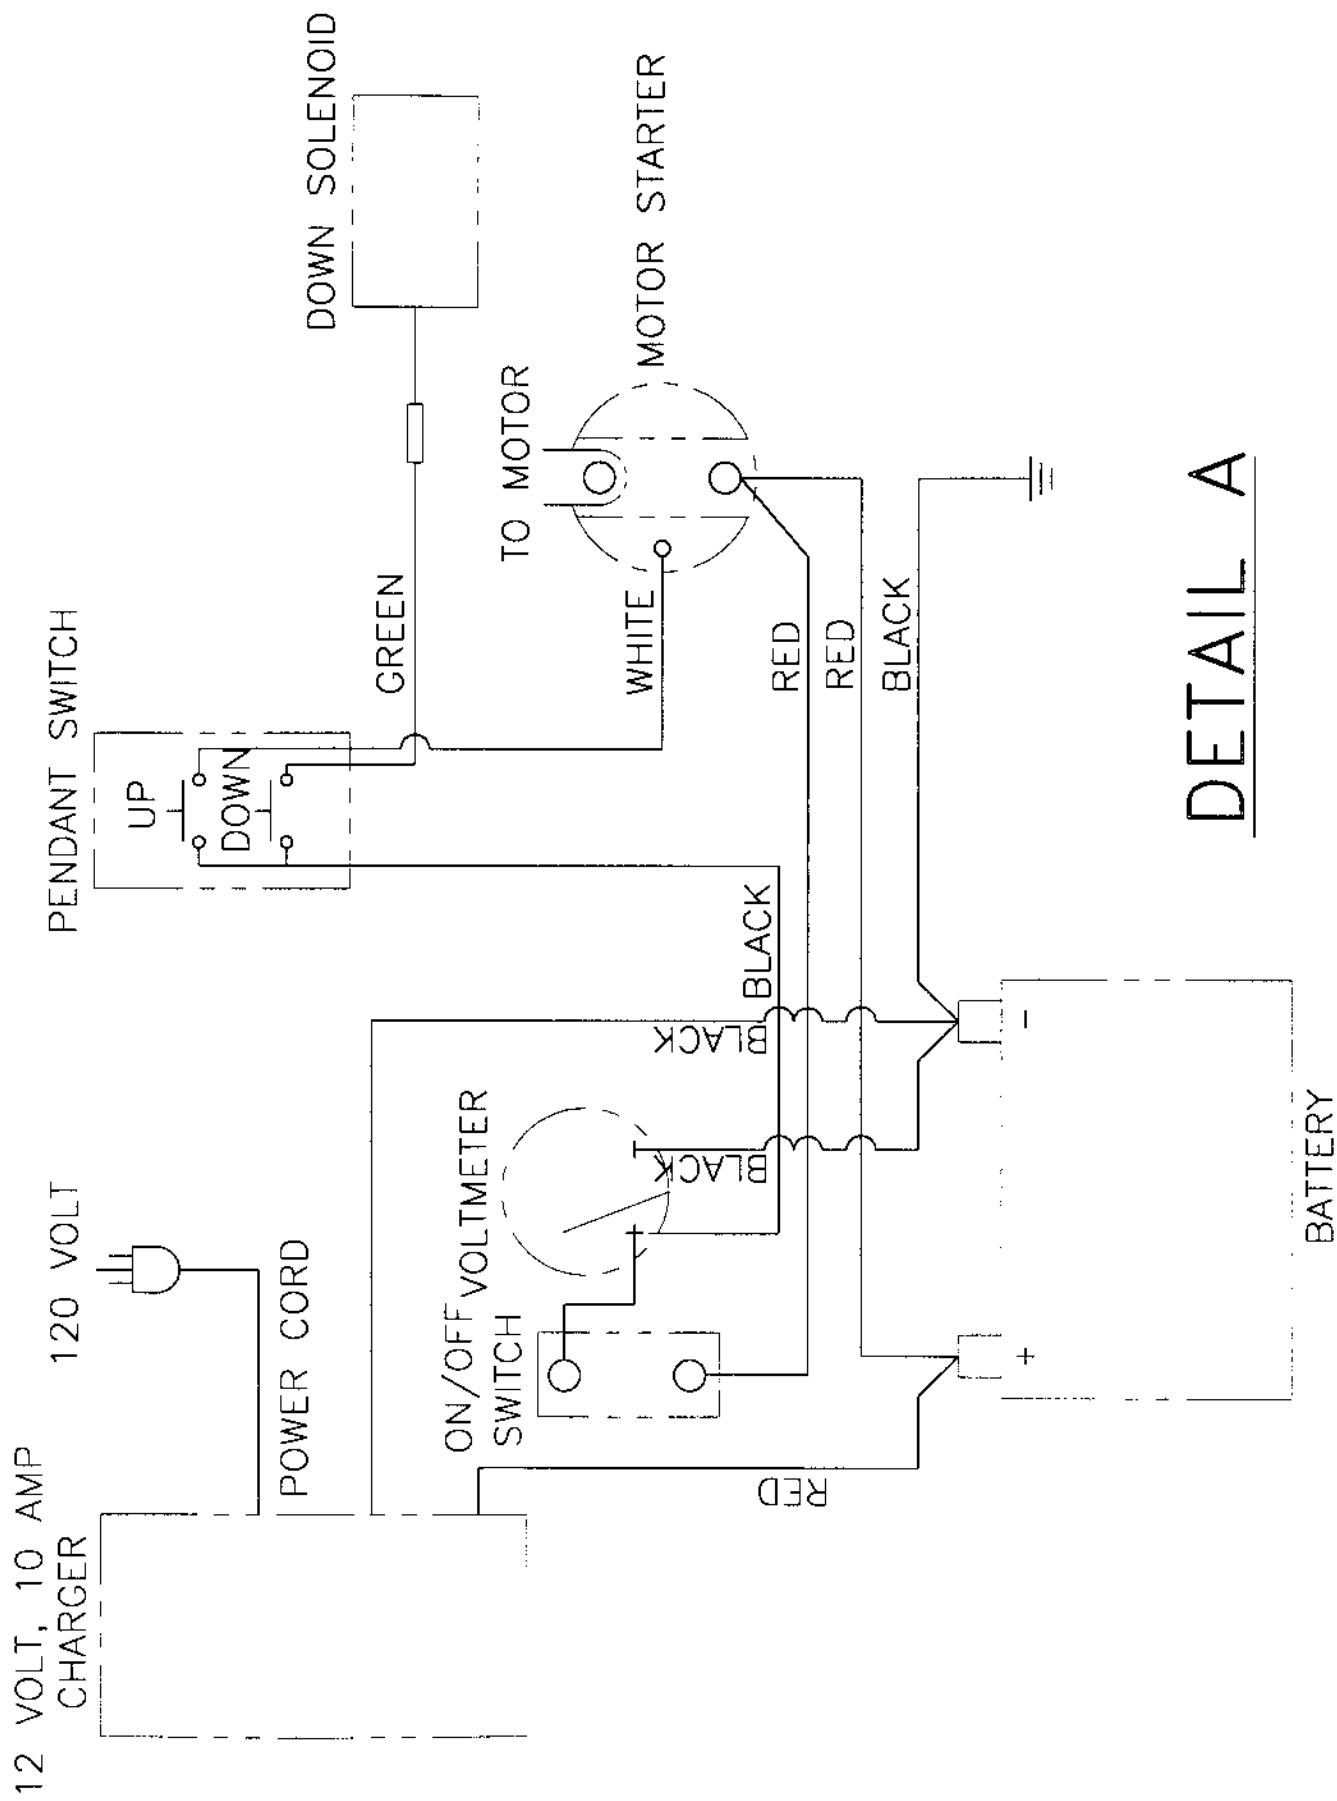 12 VOLT, 10 AMP
CHARGER
120 VOLT
POWER CORD
PENDANT SWITCH
UP
DOWN
DOWN SOLENOID
GREEN
ON/OFF
SWITCH
VOLTMETER
TO MOTOR
MOTOR STARTER
WHITE
BLACK
BLACK
BLACK
RED
RED
RED
BLACK
+
-
BATTERY
DETAIL A